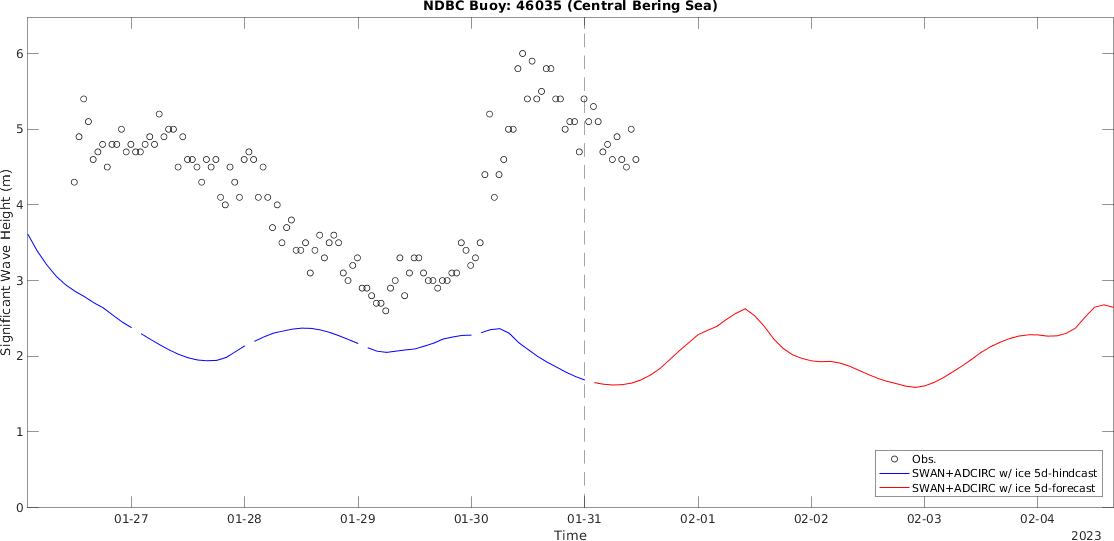 NDBC Buoy: 46035 (Central Bering Sea)
Significant Wave Height (m)
6
5
4
3
2
1
0
Obs.
SWAN+ADCIRC w/ ice 5d-hindcast
SWAN+ADCIRC w/ ice 5d-forecast
01-27 01-28 01-29 01-30 01-31 02-01 02-02 02-03 02-04
Time
2023